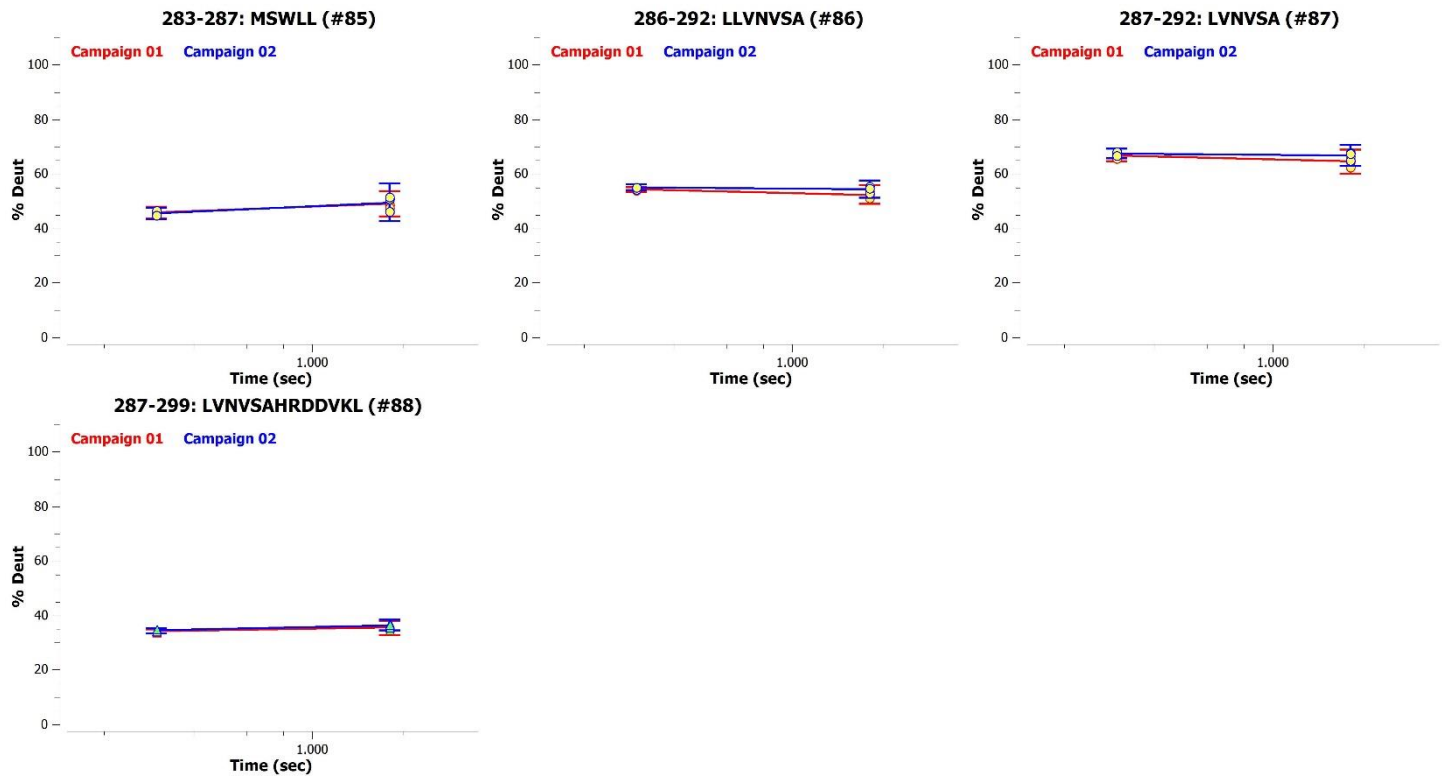 283-287: MSWLL (#85)
Campaign 01 Campaign 02
100
80
60
40
20
0
% Deut
1.000
Time (sec)
286-292: LLVNVSA (#86)
Campaign 01 Campaign 02
100
80
60
40
20
0
% Deut
1.000
Time (sec)
287-292: LVNVSA (#87)
Campaign 01 Campaign 02
100
80
60
40
20
0
% Deut
1.000
Time (sec)
287-299: LVNVSAHRDDVKL (#88)
Campaign 01 Campaign 02
100
80
60
40
20
0
% Deut
1.000
Time (sec)